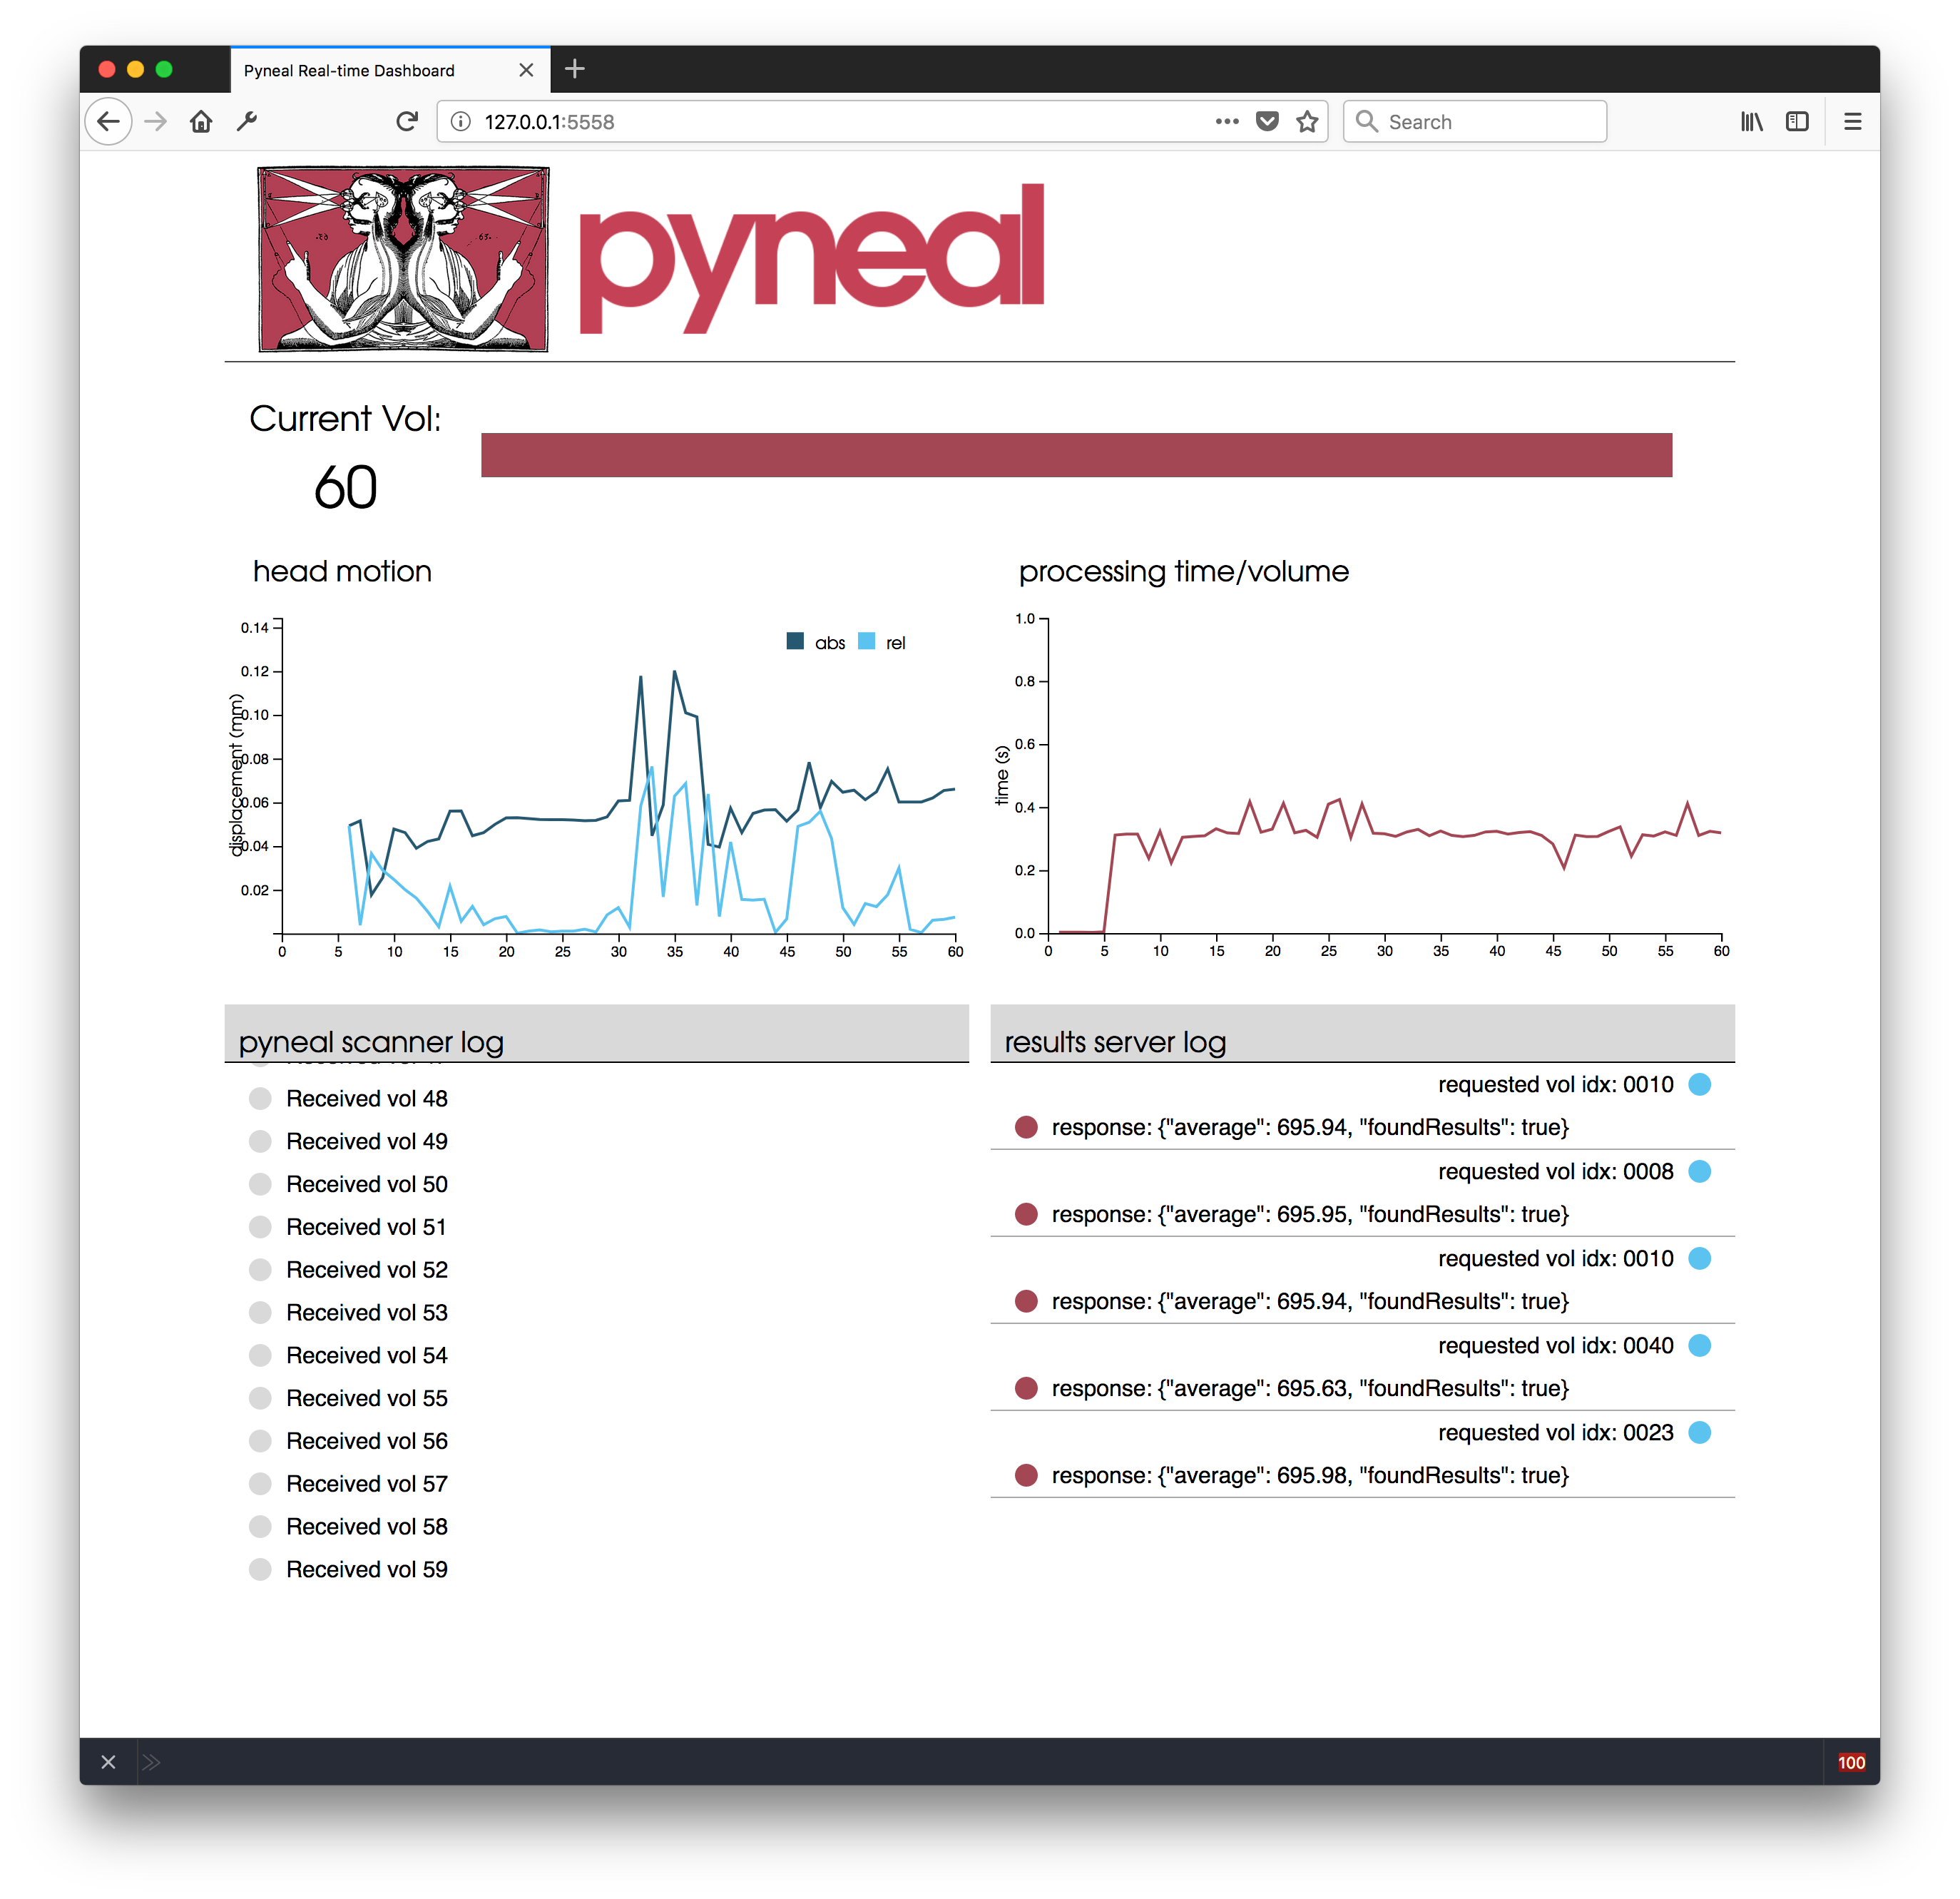 Pyneal Real-time Dashboard
127.0.0.1:5558
Search
pyneal
Current Vol:
60
head motion
processing time/volume
abs rel
displacement (mm)
0.14
0.12
0.10
0.08
0.06
0.04
0.02
0 5 10 15 20 25 30 35 40 45 50 55 60
time (s)
1.0
0.8
0.6
0.4
0.2
0.0
0 5 10 15 20 25 30 35 40 45 50 55 60
pyneal scanner log
Received vol 48
Received vol 49
Received vol 50
Received vol 51
Received vol 52
Received vol 53
Received vol 54
Received vol 55
Received vol 56
Received vol 57
Received vol 58
Received vol 59
results server log
requested vol idx: 0010
response: {"average": 695.94, "foundResults": true}
requested vol idx: 0008
response: {"average": 695.95, "foundResults": true}
requested vol idx: 0010
response: {"average": 695.94, "foundResults": true}
requested vol idx: 0040
response: {"average": 695.63, "foundResults": true}
requested vol idx: 0023
response: {"average": 695.98, "foundResults": true}
100